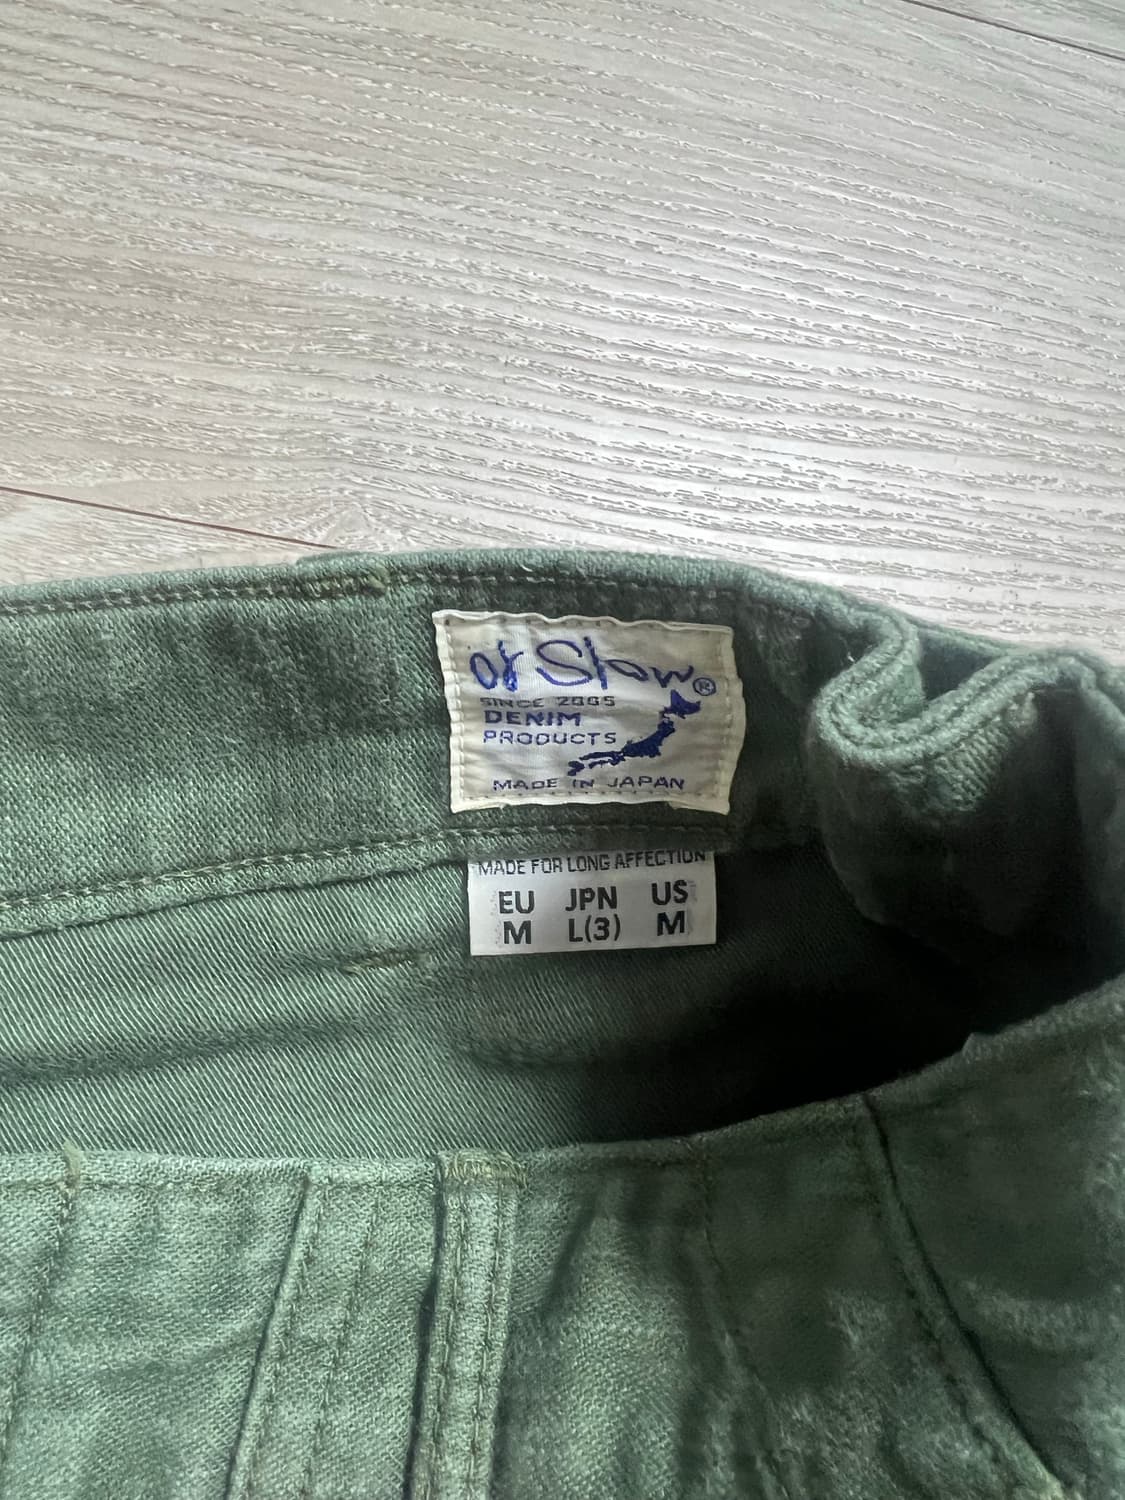 or Slow ®
SINCE 2005
DENIM
PRODUCTS
MADE IN JAPAN
MADE FOR LONG AFFECTION
EU JPN US
M L(3) M